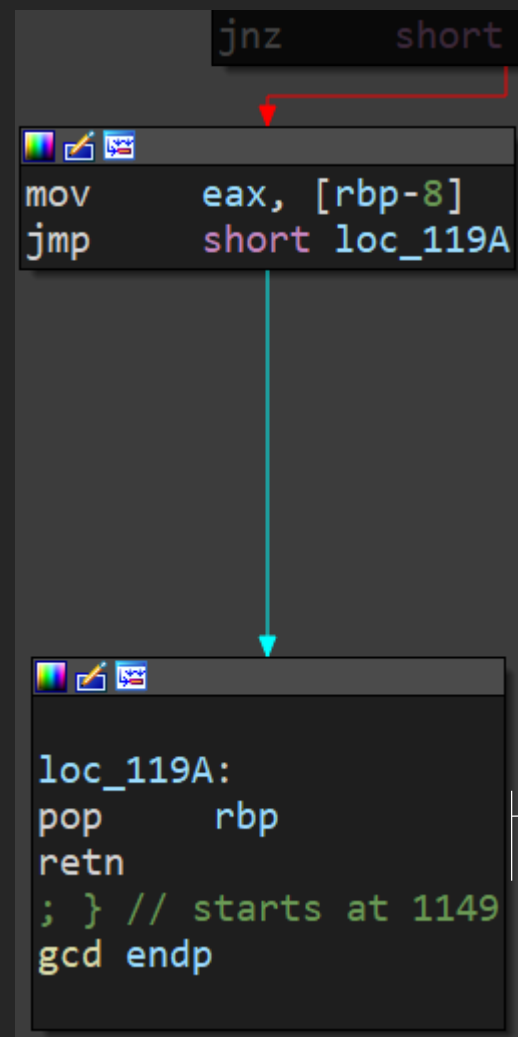 jnz short
mov eax, [rbp-8]
jmp short loc_119A
loc_119A:
pop rbp
retn
; } // starts at 1149
gcd endp